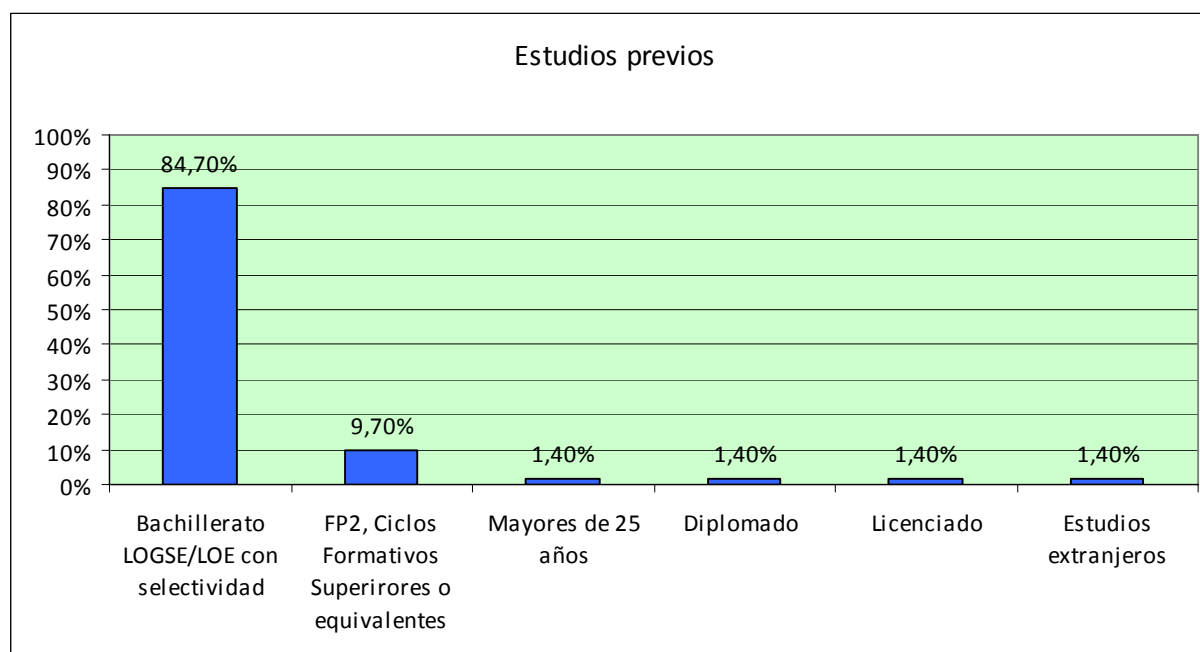 Estudios previos
100%
90%
80%
70%
60%
50%
40%
30%
20%
10%
0%
84,70%
9,70%
1,40%
1,40%
1,40%
1,40%
Bachillerato
LOGSE/LOE con
selectividad
FP2, Ciclos
Formativos
Superirores o
equivalentes
Mayores de 25
años
Diplomado
Licenciado
Estudios
extranjeros